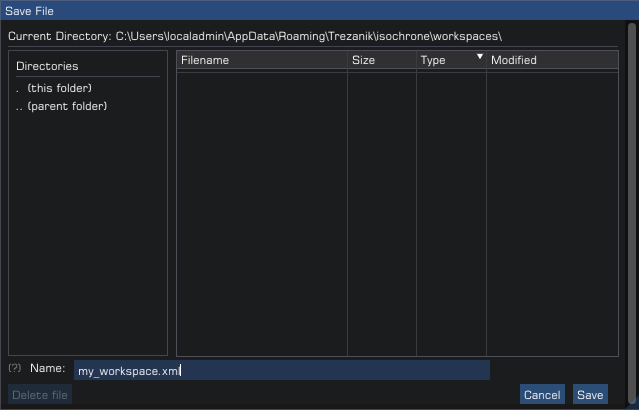 Save File
Current Directory: C:\Users\localadmin\AppData\Roaming\Trezanik\isochrone\workspaces\
Directories
. (this folder)
.. (parent folder)
Filename Size Type Modified
(?) Name: my_workspace.xml
Delete file Cancel Save